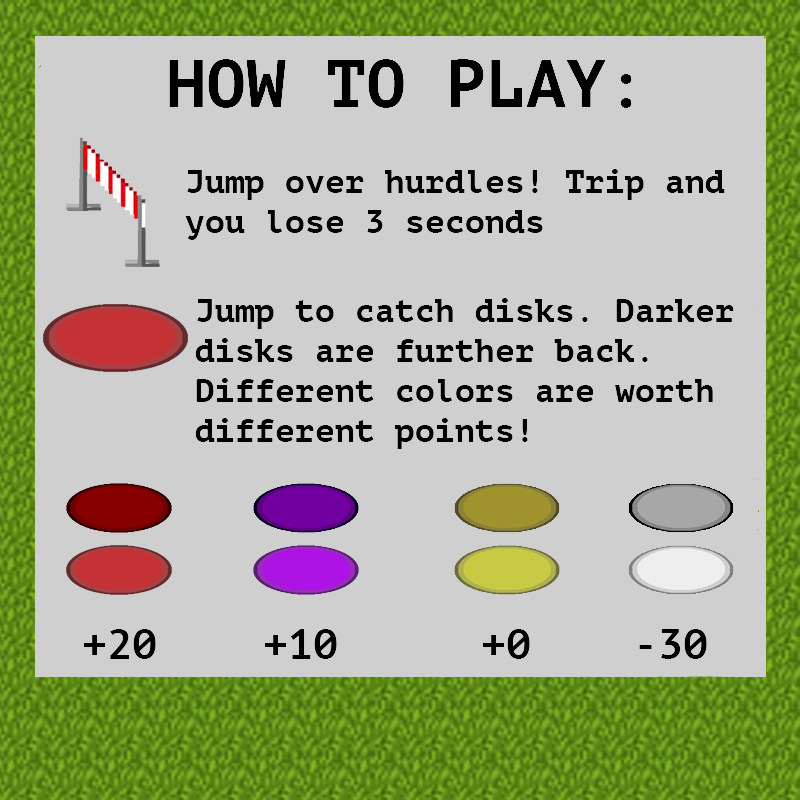 HOW TO PLAY:
Jump over hurdles! Trip and
you lose 3 seconds
Jump to catch disks. Darker
disks are further back.
Different colors are worth
different points!
+20 +10 +0 -30